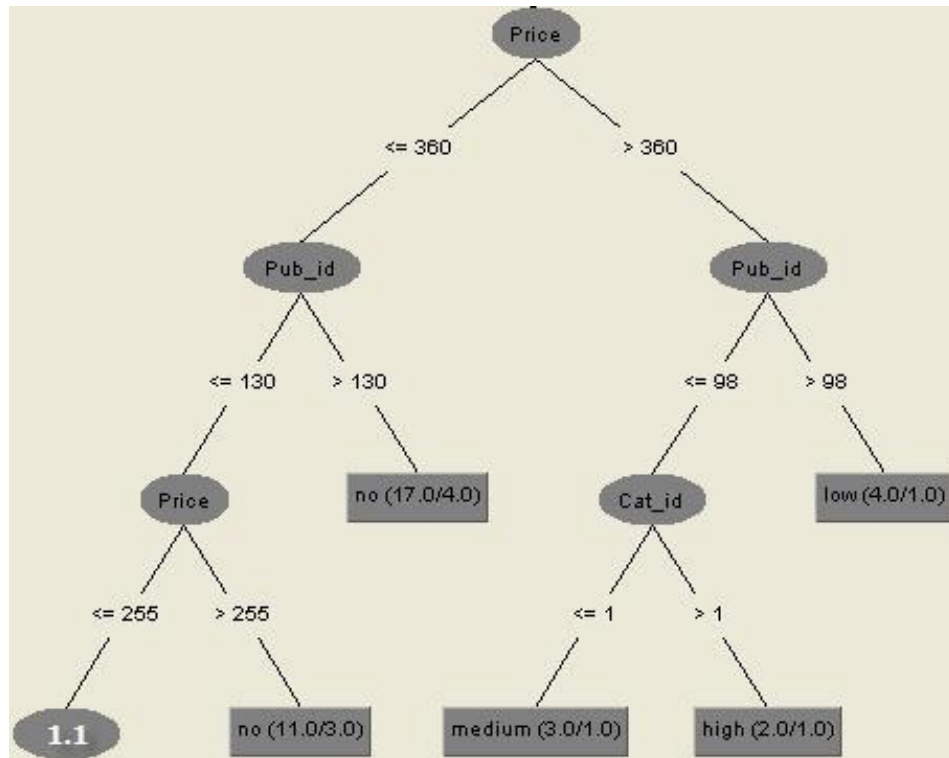 Price
<= 360
> 360
Pub_id
Pub_id
<= 130
> 130
<= 98
> 98
Price
no (17.0/4.0)
Cat_id
low (4.0/1.0)
<= 255
> 255
<= 1
> 1
1.1
no (11.0/3.0)
medium (3.0/1.0)
high (2.0/1.0)